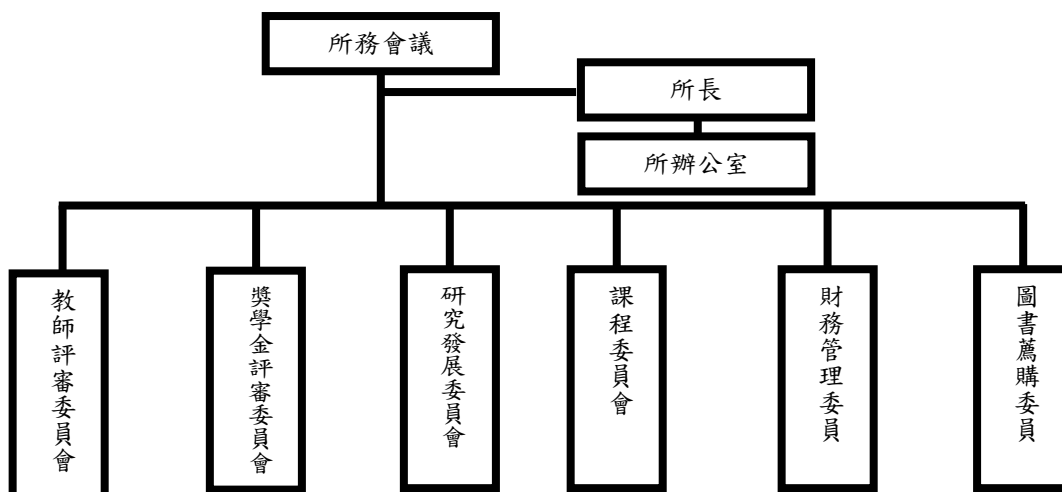 所務會議
所長
所辦公室
教師評審委員會
獎學金評審委員會
研究發展委員會
課程委員會
財務管理委員
圖書薦購委員